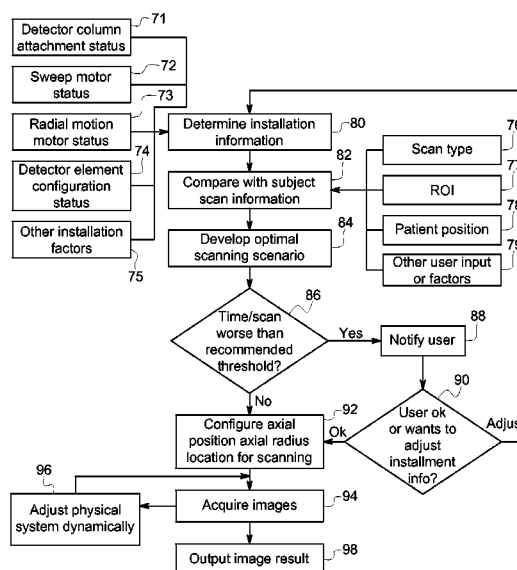 71
Detector column
attachment status
72
Sweep motor
status
73
Radial motion
motor status
74
Detector element
configuration
status
Other installation
factors
75
Determine installation
information
80
Compare with subject
scan information
82
Develop optimal
scanning scenario
84
Scan type
76
ROI
77
Patient position
78
Other user input
or factors
79
Time/scan
worse than
recommended
threshold?
86
Yes
No
Notify user
88
User ok
or wants to
adjust
installment
info?
90
Ok
Adjus
Configure axial
position axial radius
location for scanning
92
96
Adjust physical
system dynamically
Acquire images
94
Output image result
98